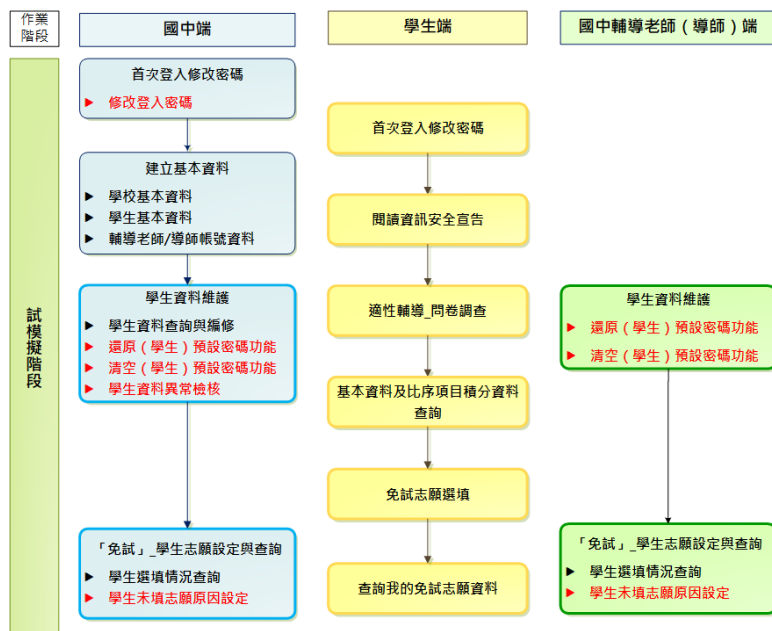 作業
階段
國中端
學生端
國中輔導老師（導師）端
試模擬階段
首次登入修改密碼
▶ 修改登入密碼
建立基本資料
▶ 學校基本資料
▶ 學生基本資料
▶ 輔導老師/導師帳號資料
學生資料維護
▶ 學生資料查詢與編修
▶ 還原（學生）預設密碼功能
▶ 清空（學生）預設密碼功能
▶ 學生資料異常檢核
「免試」_學生志願設定與查詢
▶ 學生選填情況查詢
▶ 學生未填志願原因設定
首次登入修改密碼
閱讀資訊安全宣告
適性輔導_問卷調查
基本資料及比序項目積分資料
查詢
免試志願選填
查詢我的免試志願資料
學生資料維護
▶ 還原（學生）預設密碼功能
▶ 清空（學生）預設密碼功能
「免試」_學生志願設定與查詢
▶ 學生選填情況查詢
▶ 學生未填志願原因設定